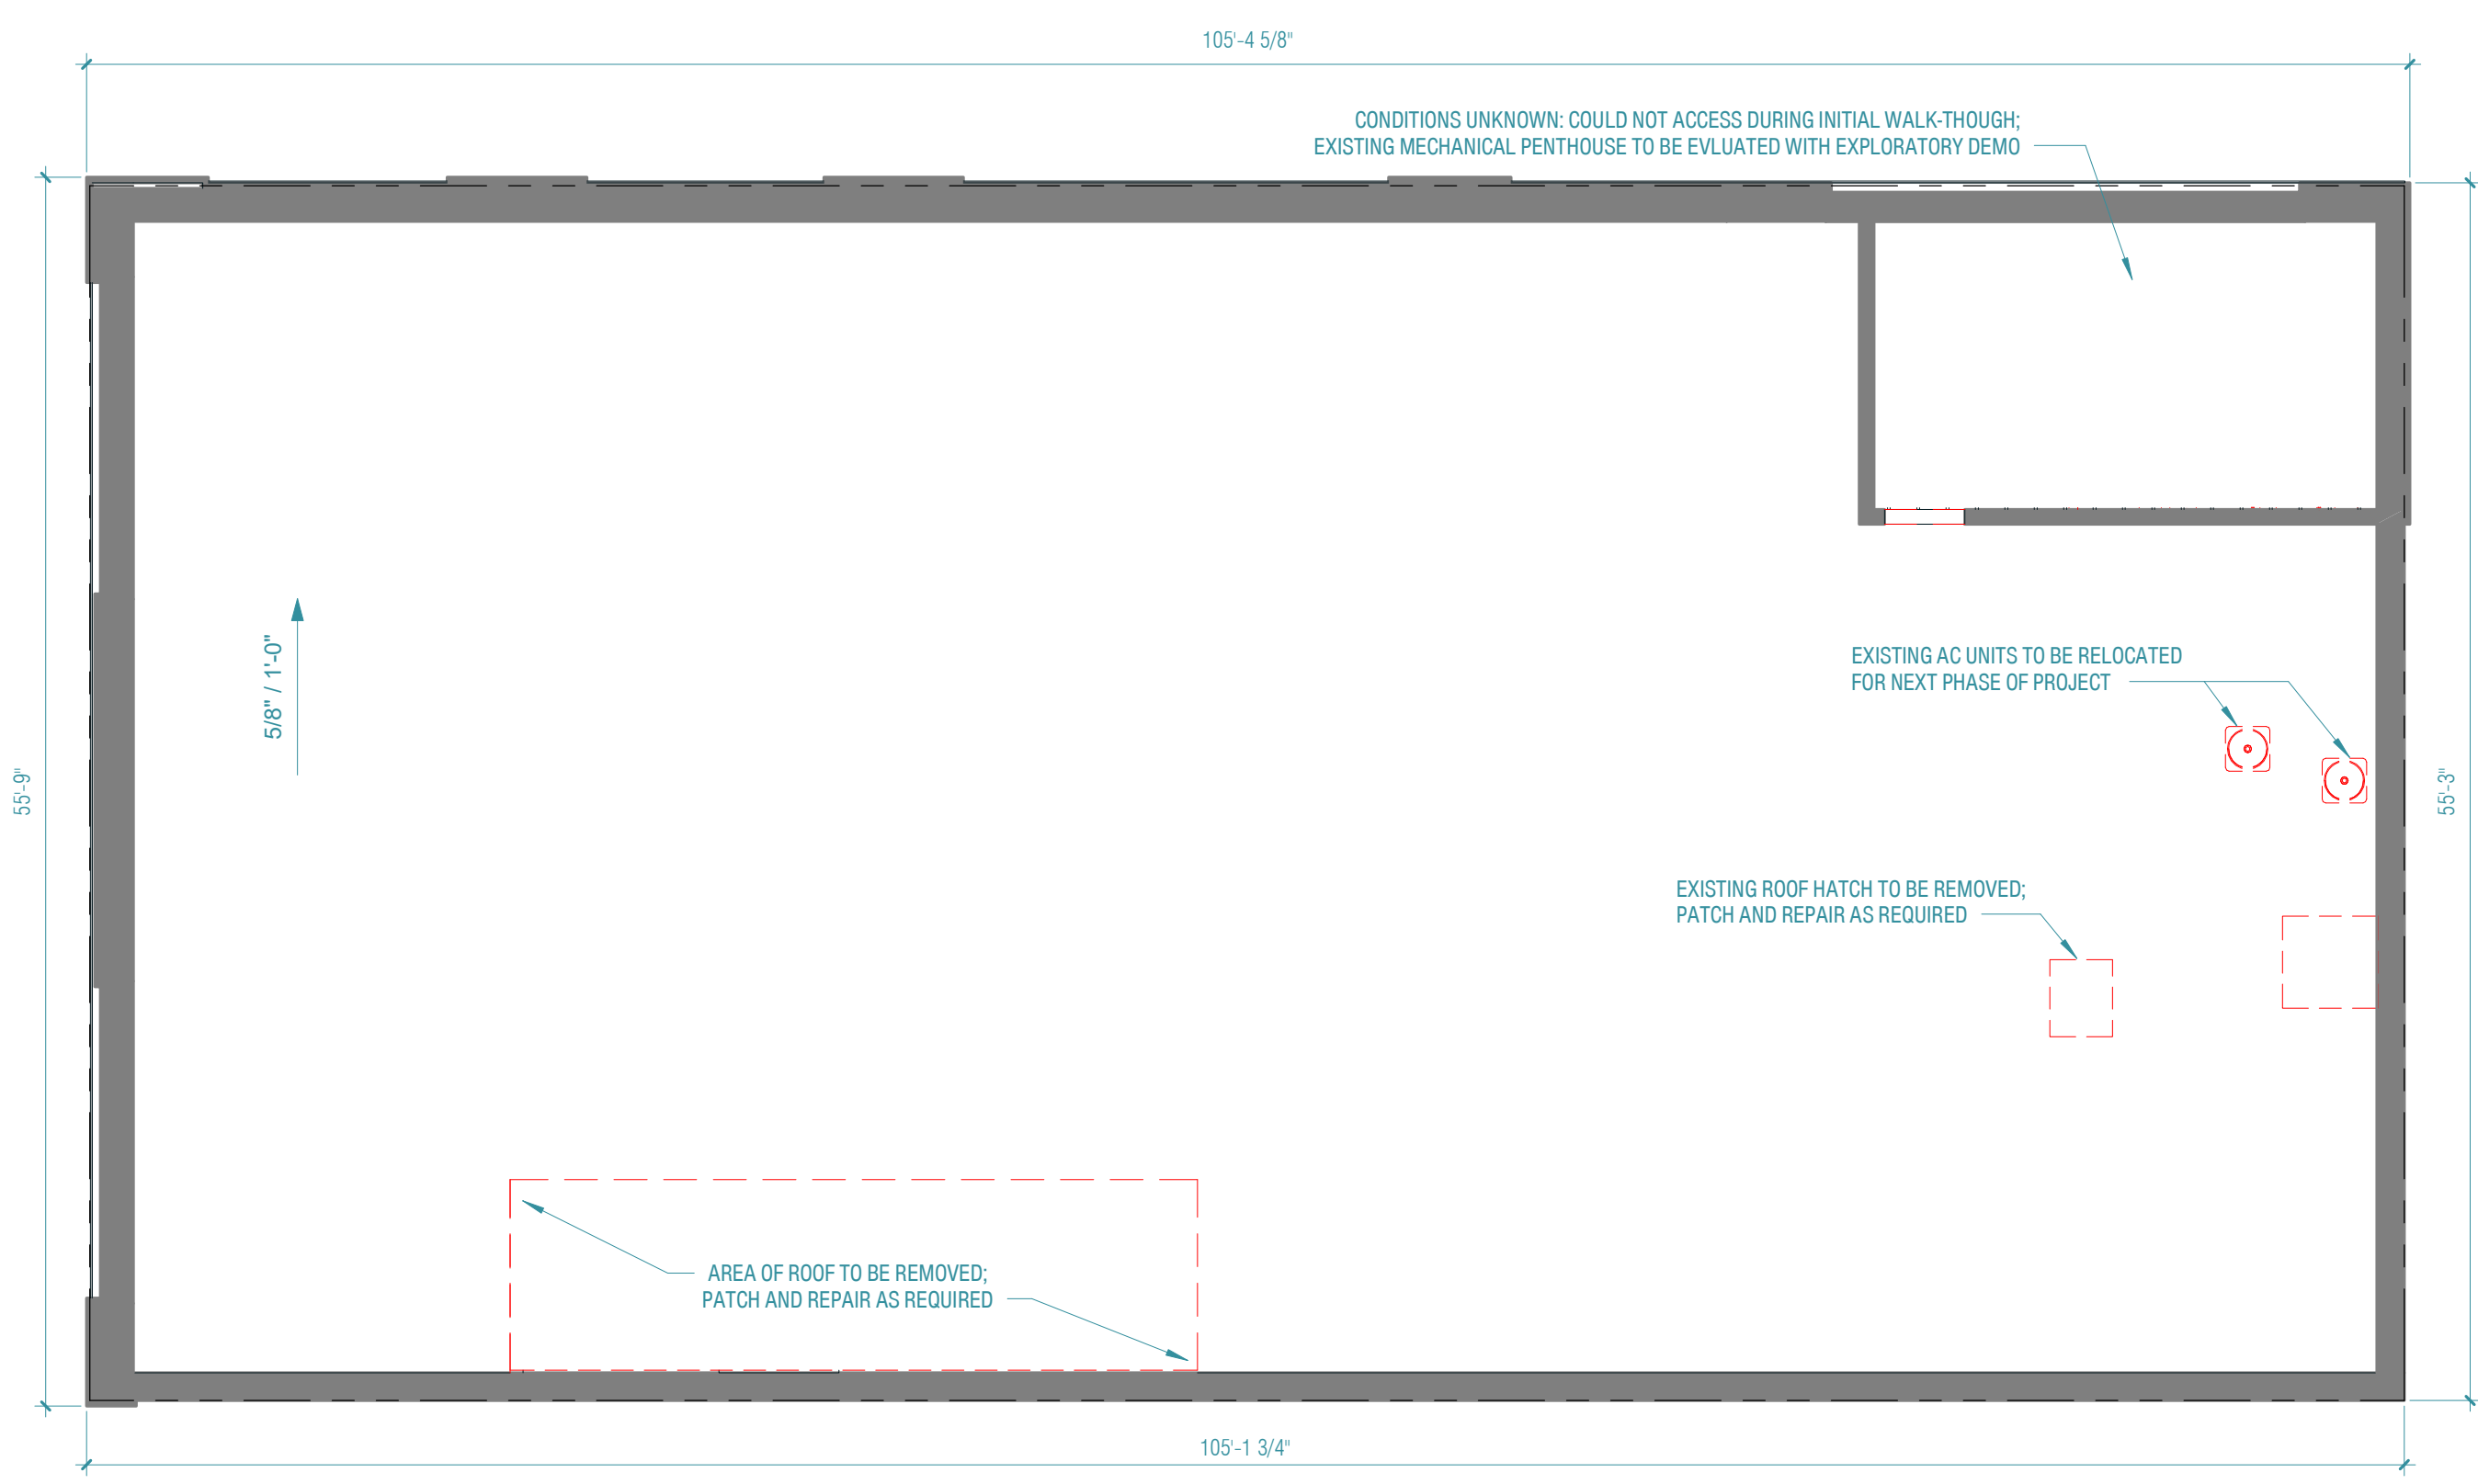 105'-4 5/8"
CONDITIONS UNKNOWN: COULD NOT ACCESS DURING INITIAL WALK-THOUGH;
EXISTING MECHANICAL PENTHOUSE TO BE EVLUATED WITH EXPLORATORY DEMO
5/8" / 1'-0"
EXISTING AC UNITS TO BE RELOCATED
FOR NEXT PHASE OF PROJECT
55'-9"
55'-3"
EXISTING ROOF HATCH TO BE REMOVED;
PATCH AND REPAIR AS REQUIRED
AREA OF ROOF TO BE REMOVED;
PATCH AND REPAIR AS REQUIRED
105'-1 3/4"